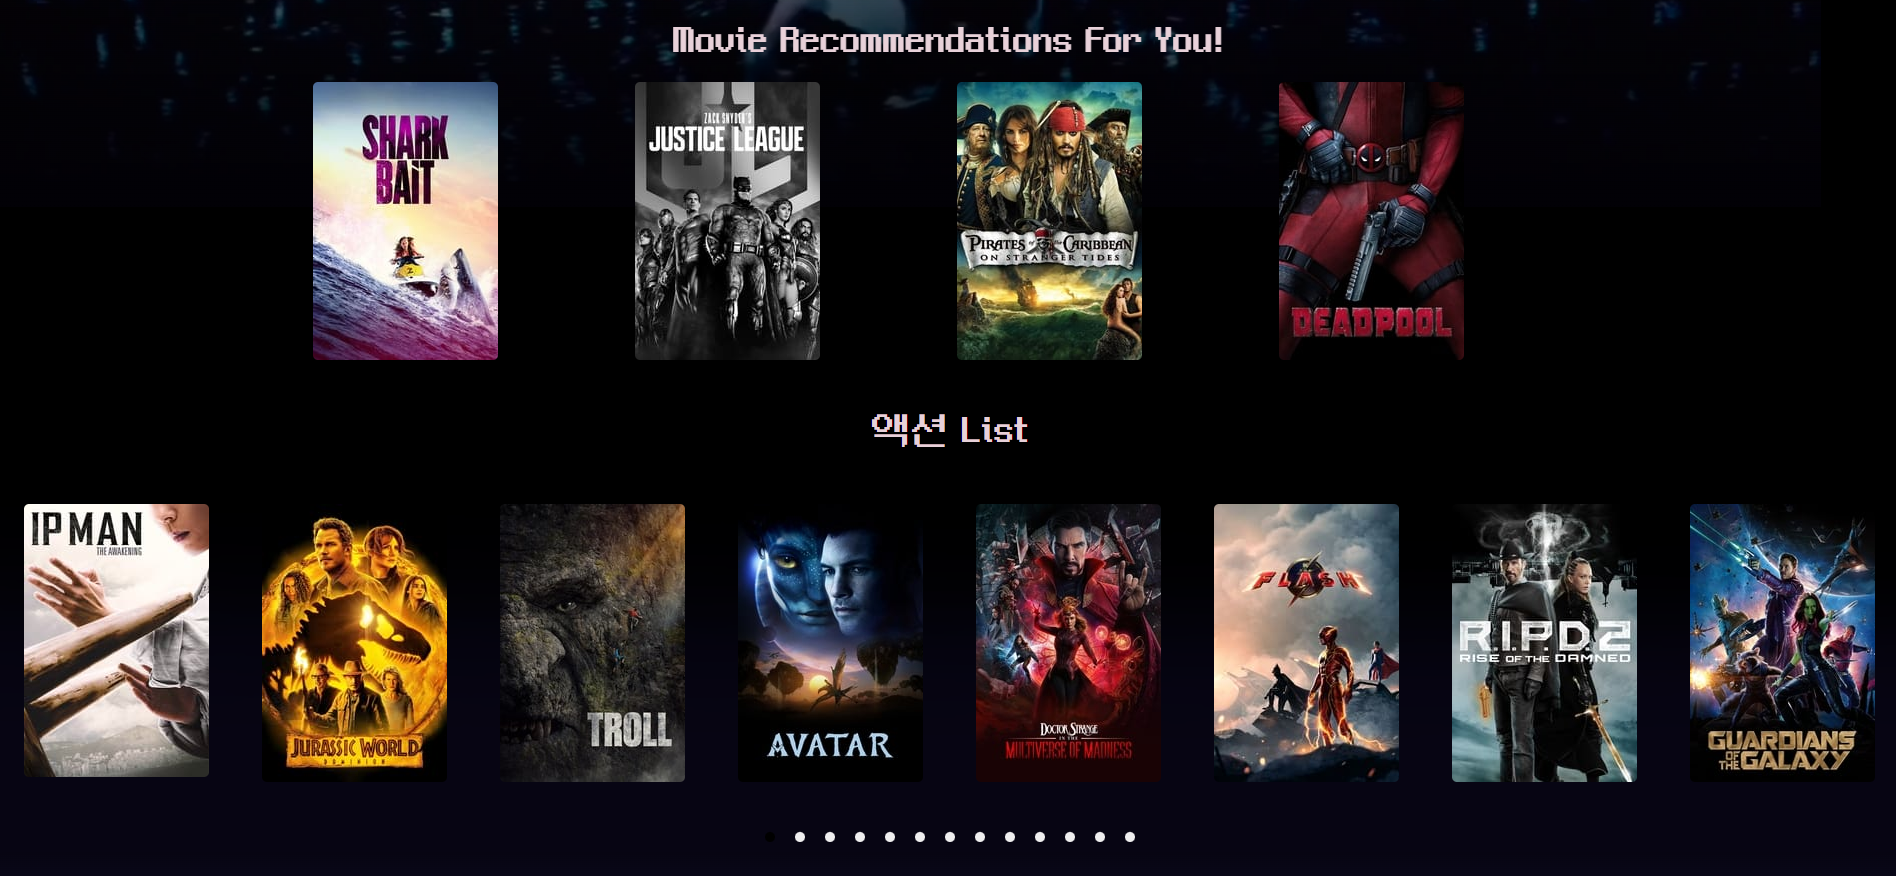 Movie Recommendations For You!
SHARK
BAIT
ZACK SNYDER'S
JUSTICE LEAGUE
PIRATES of the CARIBBEAN
ON STRANGER TIDES
DEADPOOL
액션 List
IP MAN
THE AWAKENING
JURASSIC WORLD
DOMINION
TROLL
AVATAR
DOCTOR STRANGE
IN THE
MULTIVERSE OF MADNESS
FLASH
R.I.P.D.2
RISE OF THE DAMNED
GUARDIANS
OF THE GALAXY